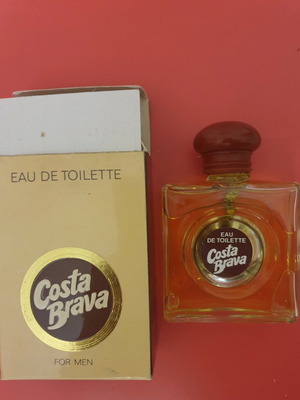 EAU DE TOILETTE
Costa
Brava
FOR MEN
EAU
DE TOILETTE
Costa
Brava